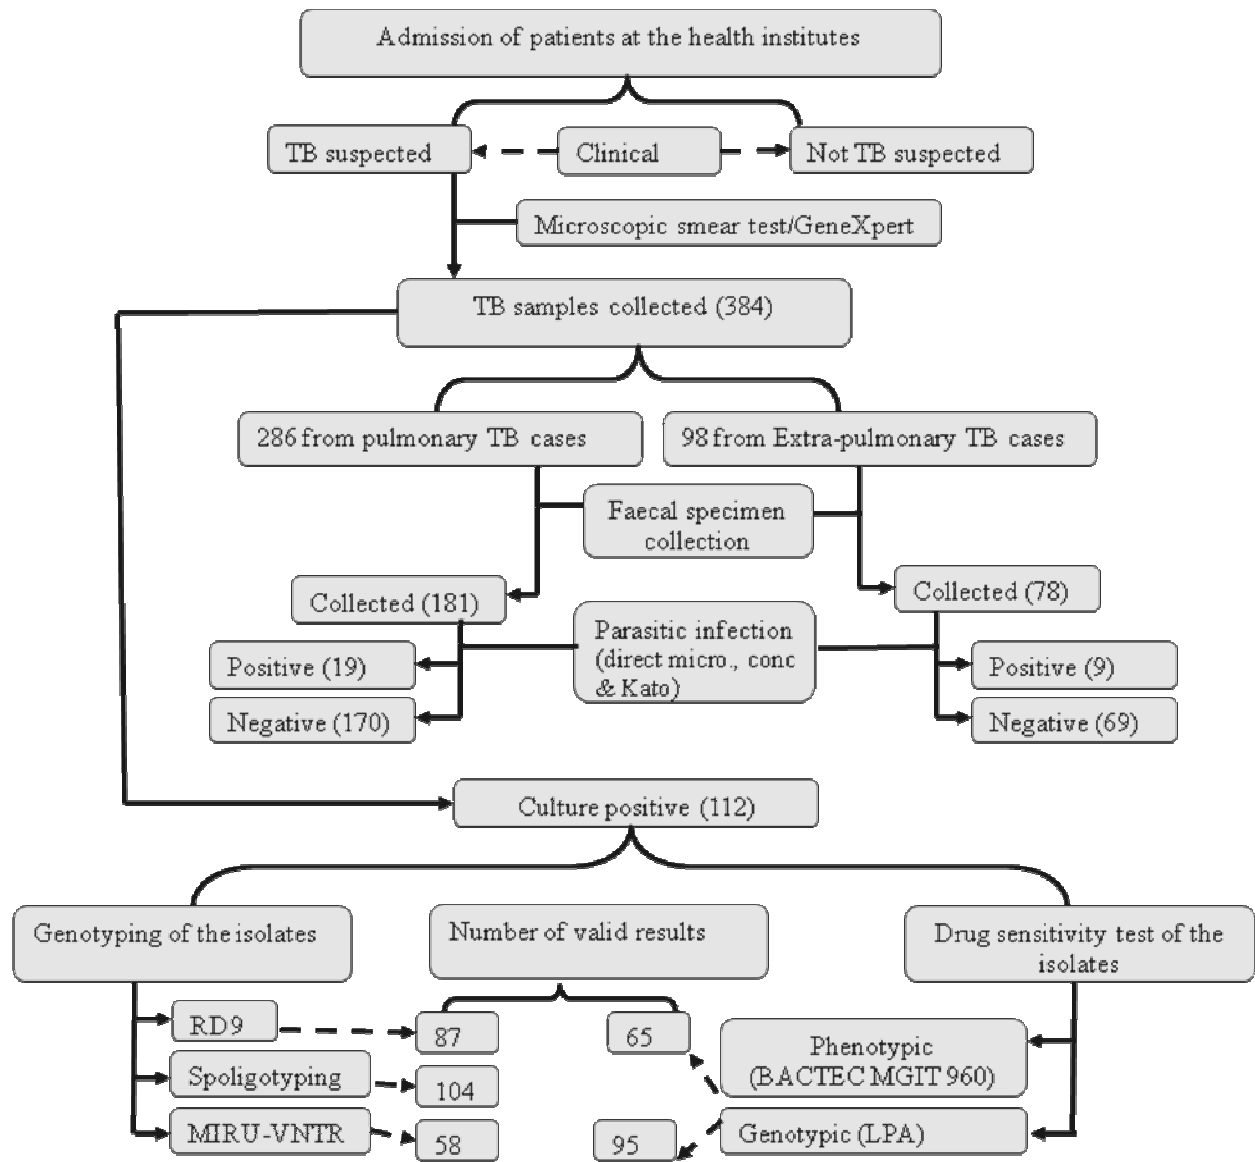 Admission of patients at the health institutes
TB suspected
Clinical
Not TB suspected
Microscopic smear test/GeneXpert
TB samples collected (384)
286 from pulmonary TB cases
98 from Extra-pulmonary TB cases
Faecal specimen
collection
Collected (181)
Collected (78)
Parasitic infection
(direct micro., conc
& Kato)
Positive (19)
Positive (9)
Negative (170)
Negative (69)
Culture positive (112)
Genotyping of the isolates
Number of valid results
Drug sensitivity test of the
isolates
RD9
87
65
Phenotypic
(BACTEC MGIT 960)
Spoligotyping
104
MIRU-VNTR
58
95
Genotypic (LPA)